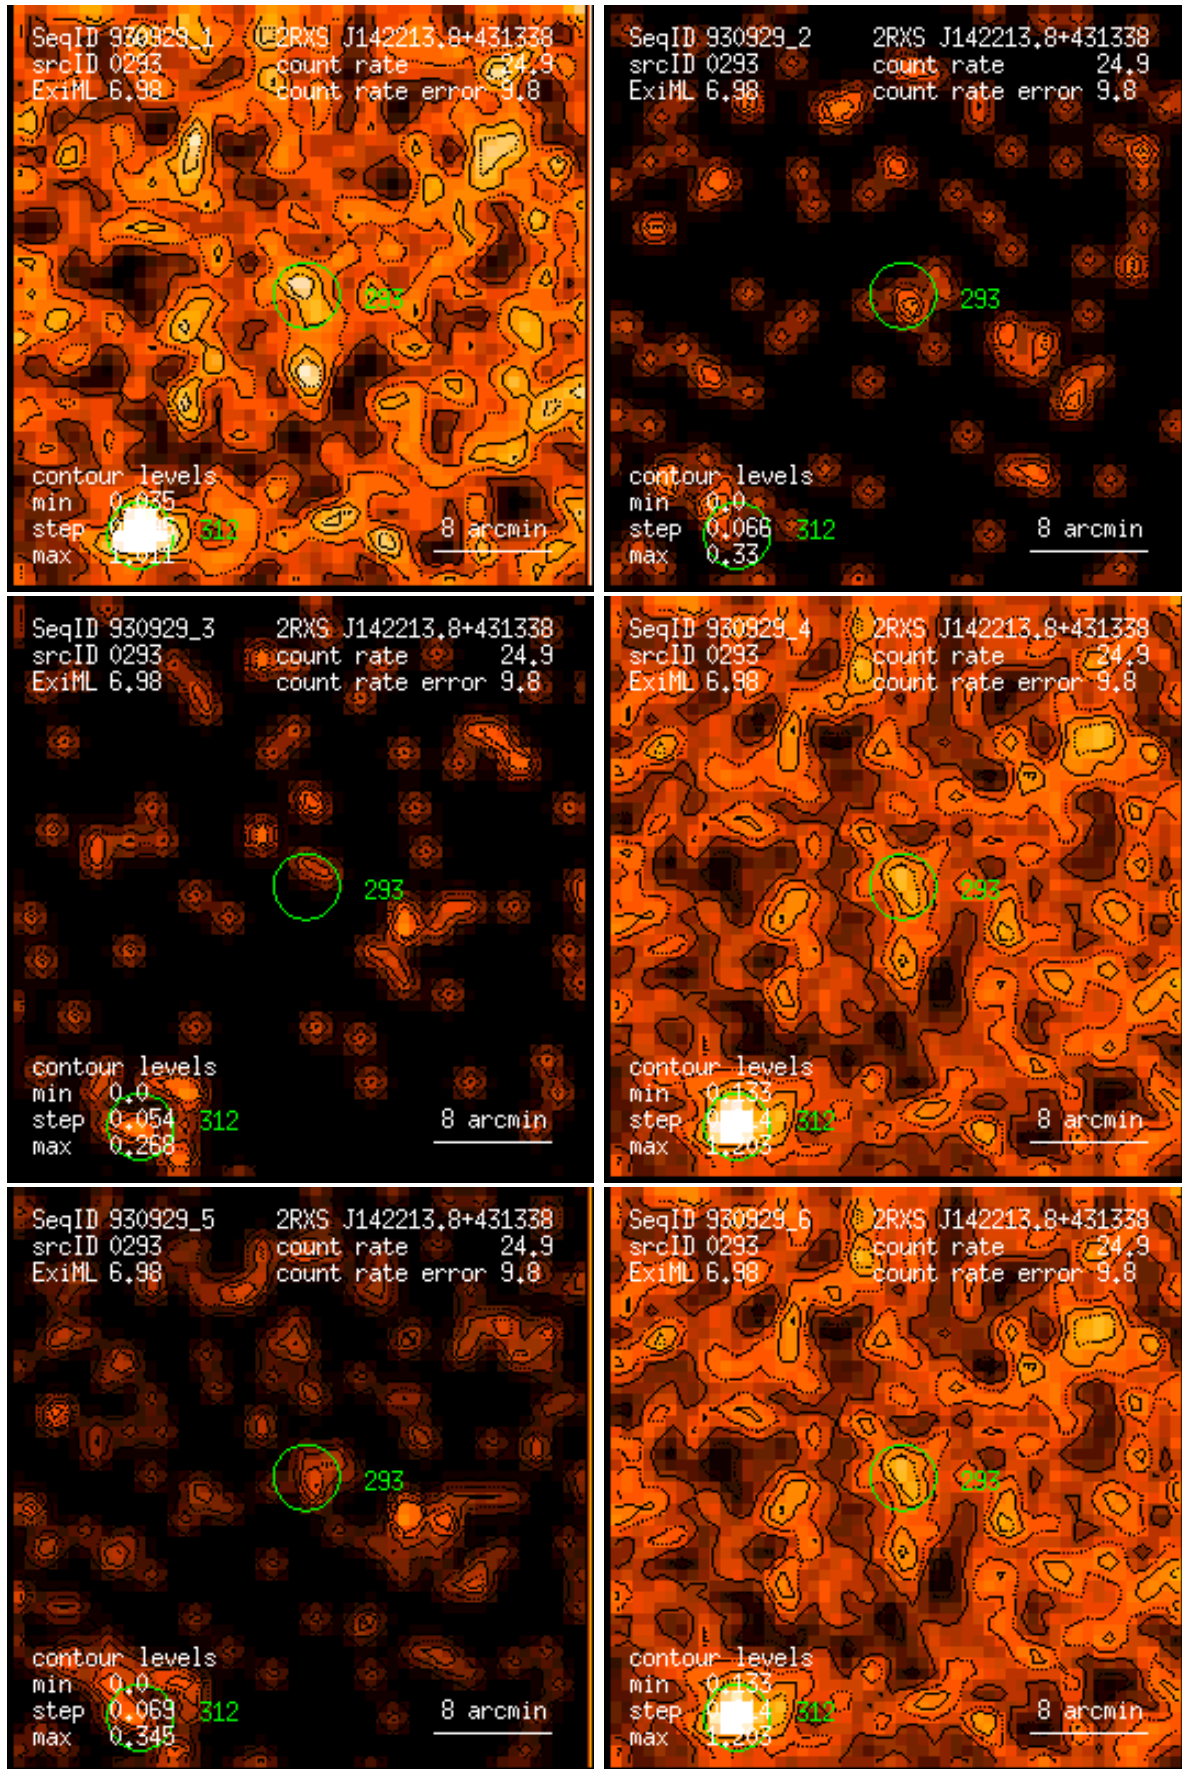 SeqID 930929_1 2RXS J142213.8+431338
srcID 0293 count rate 24.9
ExiML 6.98 count rate error 9.8
293
contour levels
min 0.035
step
312
8 arcmin
max 1.011
SeqID 930929_2 2RXS J142213.8+431338
srcID 0293 count rate 24.9
ExiML 6.98 count rate error 9.8
293
contour levels
min 0.0
step 0.066
312
8 arcmin
max 0.33
SeqID 930929_3 2RXS J142213.8+431338
srcID 0293 count rate 24.9
ExiML 6.98 count rate error 9.8
293
contour levels
min 0.0
step 0.054
312
8 arcmin
max 0.268
SeqID 930929_4 2RXS J142213.8+431338
srcID 0293 count rate 24.9
ExiML 6.98 count rate error 9.8
293
contour levels
min 0.133
step
312
8 arcmin
max 1.203
SeqID 930929_5 2RXS J142213.8+431338
srcID 0293 count rate 24.9
ExiML 6.98 count rate error 9.8
293
contour levels
min 0.0
step 0.069
312
8 arcmin
max 0.345
SeqID 930929_6 2RXS J142213.8+431338
srcID 0293 count rate 24.9
ExiML 6.98 count rate error 9.8
293
contour levels
min 0.133
step
312
8 arcmin
max 1.203